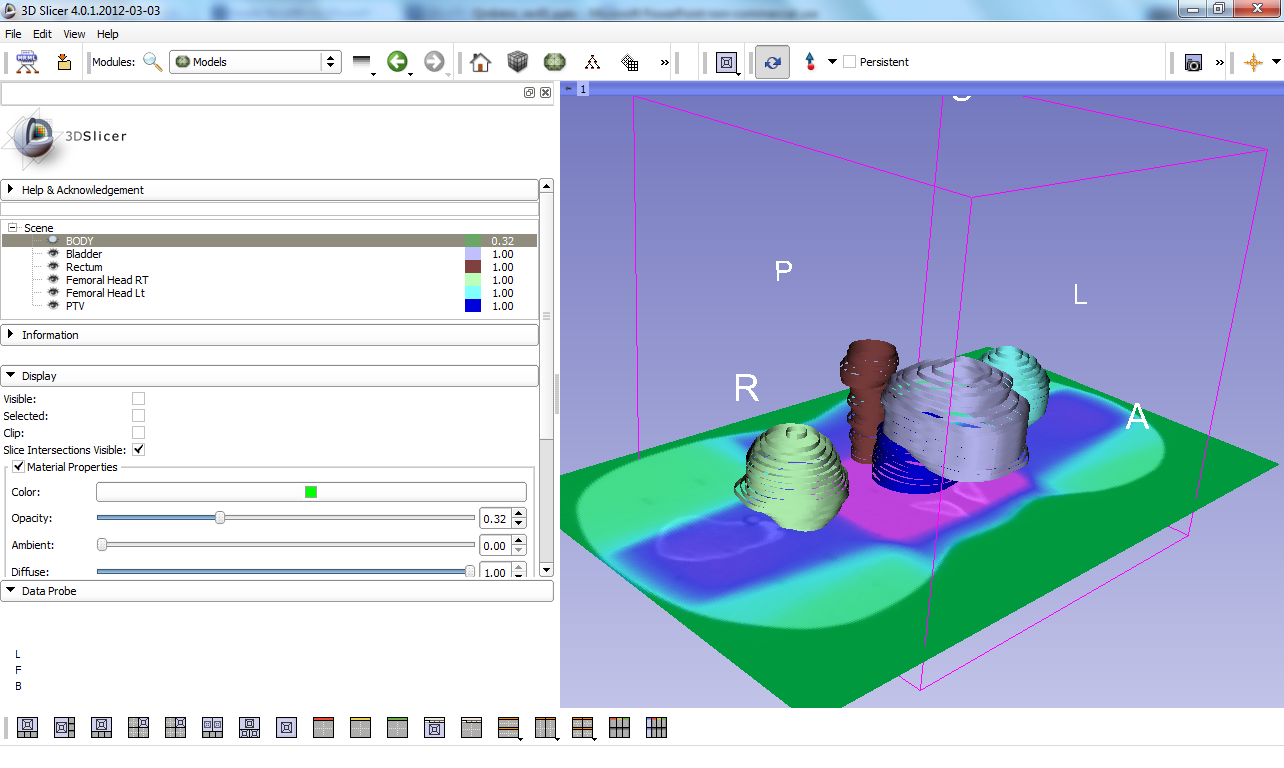 3D Slicer 4.0.1.2012-03-03
File Edit View Help
Modules: Models » Persistent »
1
3DSlicer
Help & Acknowledgement
Scene
BODY 0.32
Bladder 1.00
Rectum 1.00
Femoral Head RT 1.00
Femoral Head Lt 1.00
PTV 1.00
Information
Display
Visible:
Selected:
Clip:
Slice Intersections Visible:
Material Properties
Color:
Opacity: 0.32
Ambient: 0.00
Diffuse: 1.00
Data Probe
L
F
B
P
L
R
A